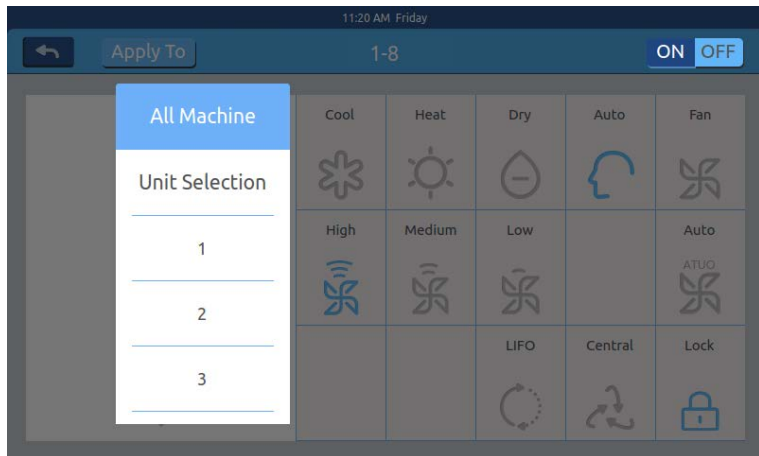 11:20 AM Friday
Apply To
1-8
ON OFF
All Machine
Unit Selection
1
2
3
Cool Heat Dry Auto Fan
High Medium Low Auto
ATUO
LIFO Central Lock